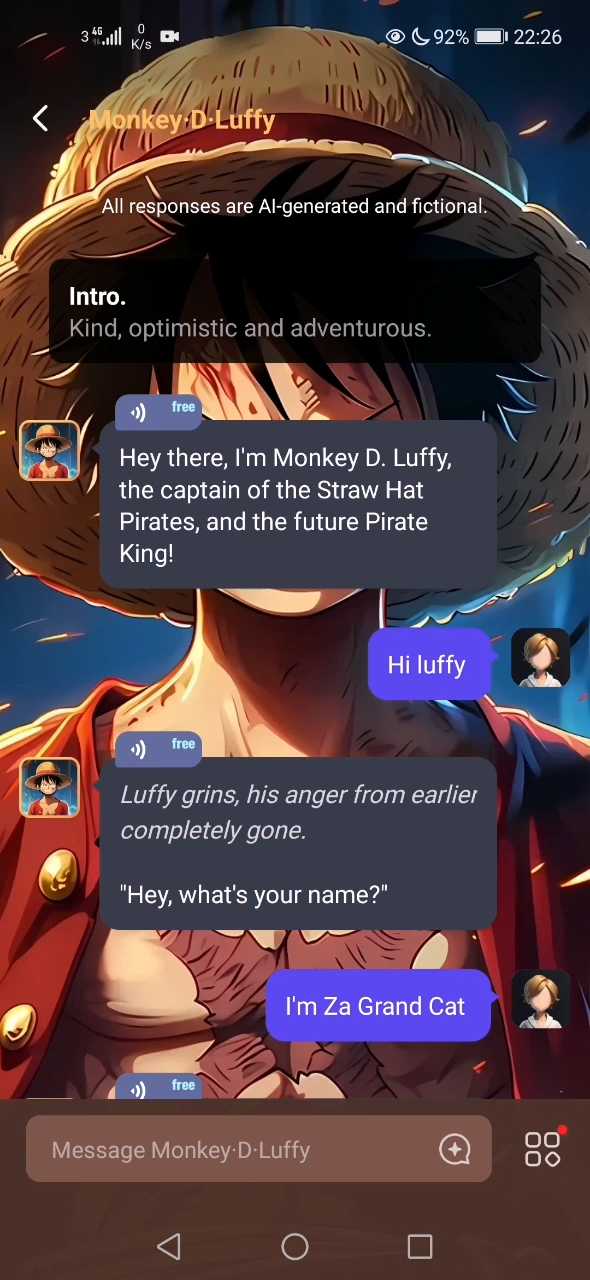 3 4G 0 K/s 92% 22:26
Monkey·D·Luffy
All responses are AI-generated and fictional.
Intro.
Kind, optimistic and adventurous.
free
Hey there, I'm Monkey D. Luffy,
the captain of the Straw Hat
Pirates, and the future Pirate
King!
Hi luffy
free
Luffy grins, his anger from earlier
completely gone.
"Hey, what's your name?"
I'm Za Grand Cat
free
Message Monkey·D·Luffy